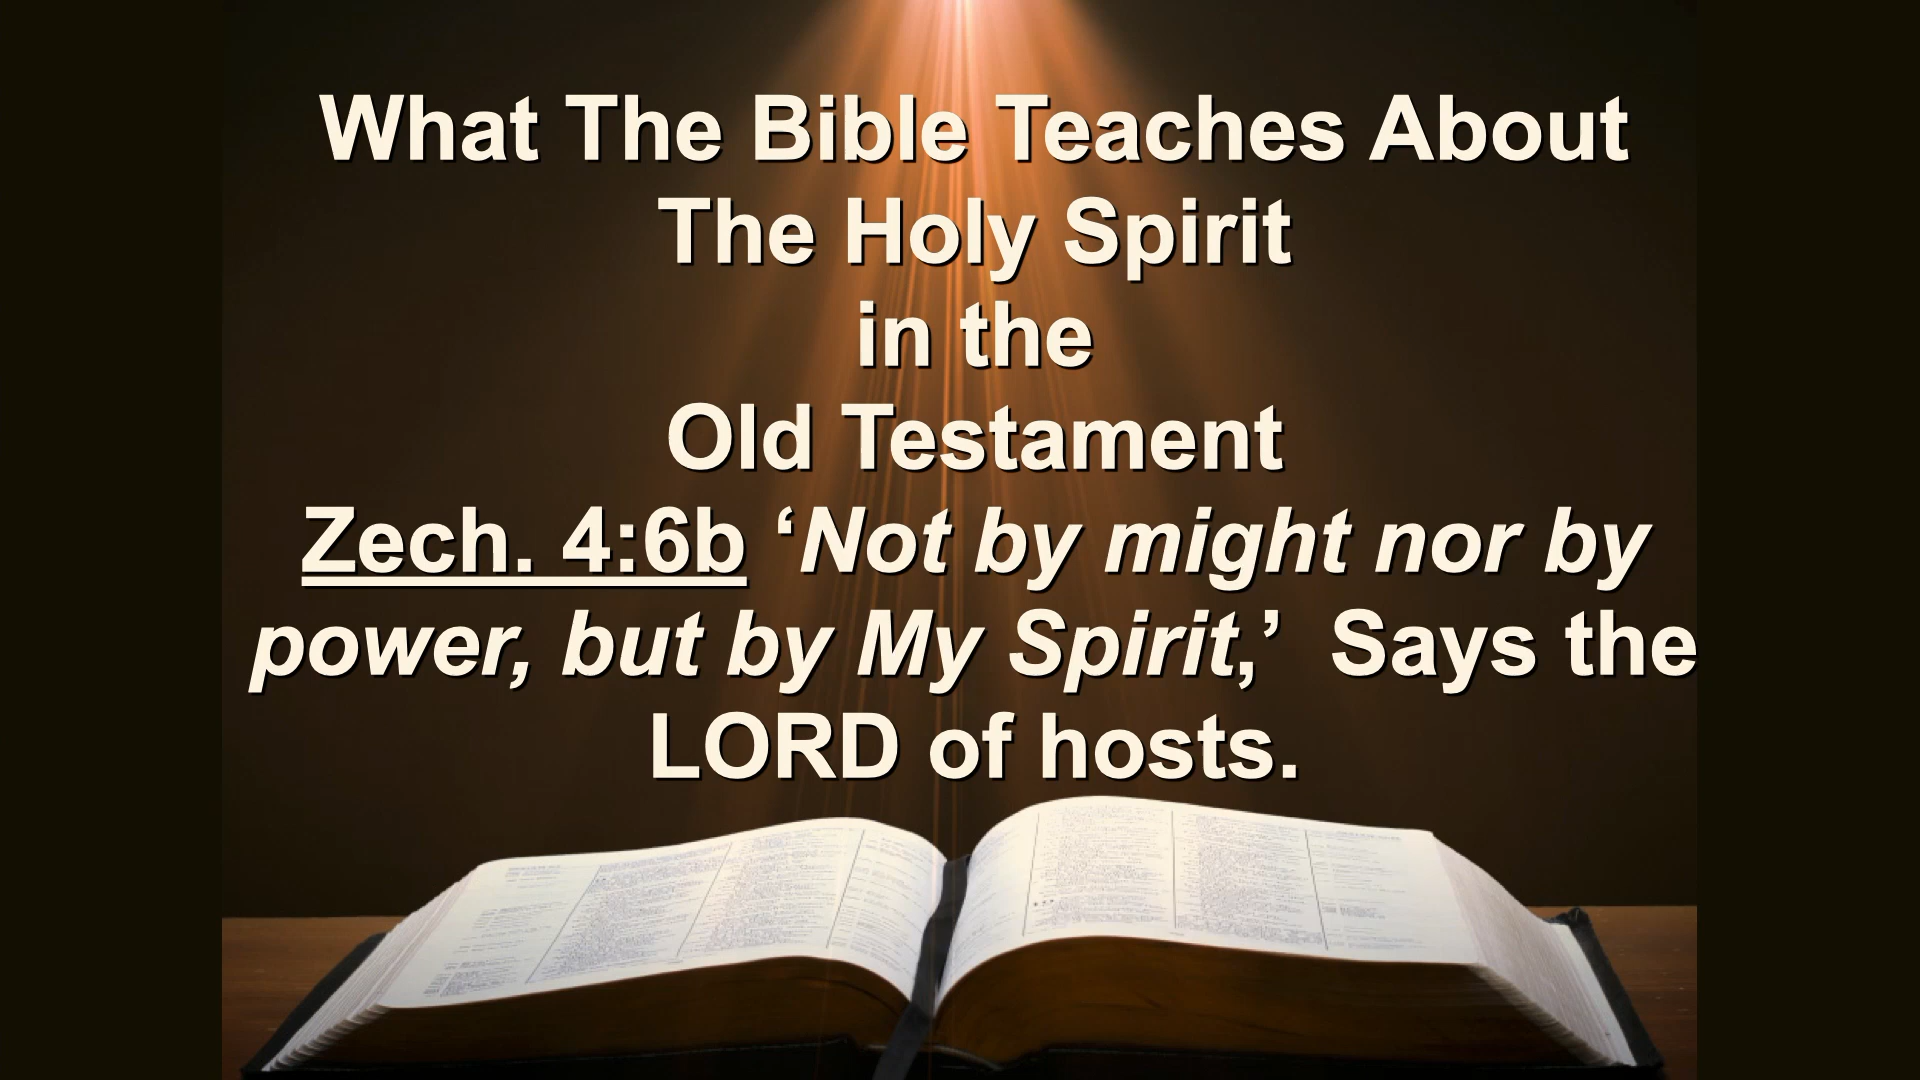 What The Bible Teaches About
The Holy Spirit
in the
Old Testament
Zech. 4:6b ‘Not by might nor by
power, but by My Spirit,’  Says the
LORD of hosts.